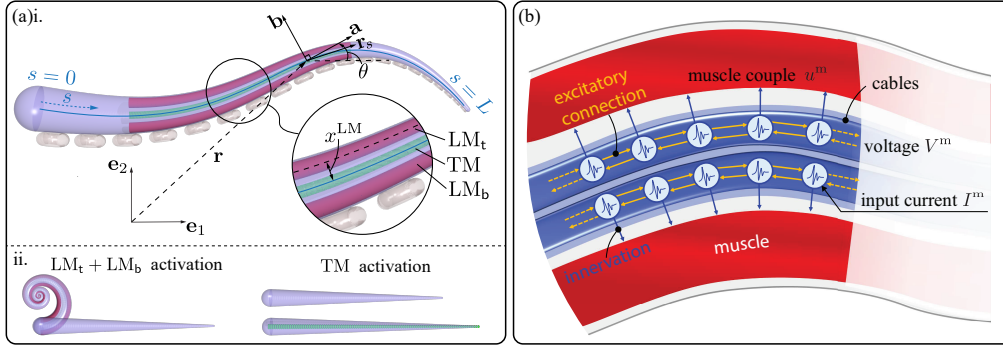 (a)i.
s = 0
s
b
a
r_s
θ
s = L
x^LM
r
e_2
e_1
LM_t
TM
LM_b
ii.
LM_t + LM_b activation
TM activation
(b)
excitatory
connection
muscle couple u^m
cables
voltage V^m
input current I^m
Innervation
muscle